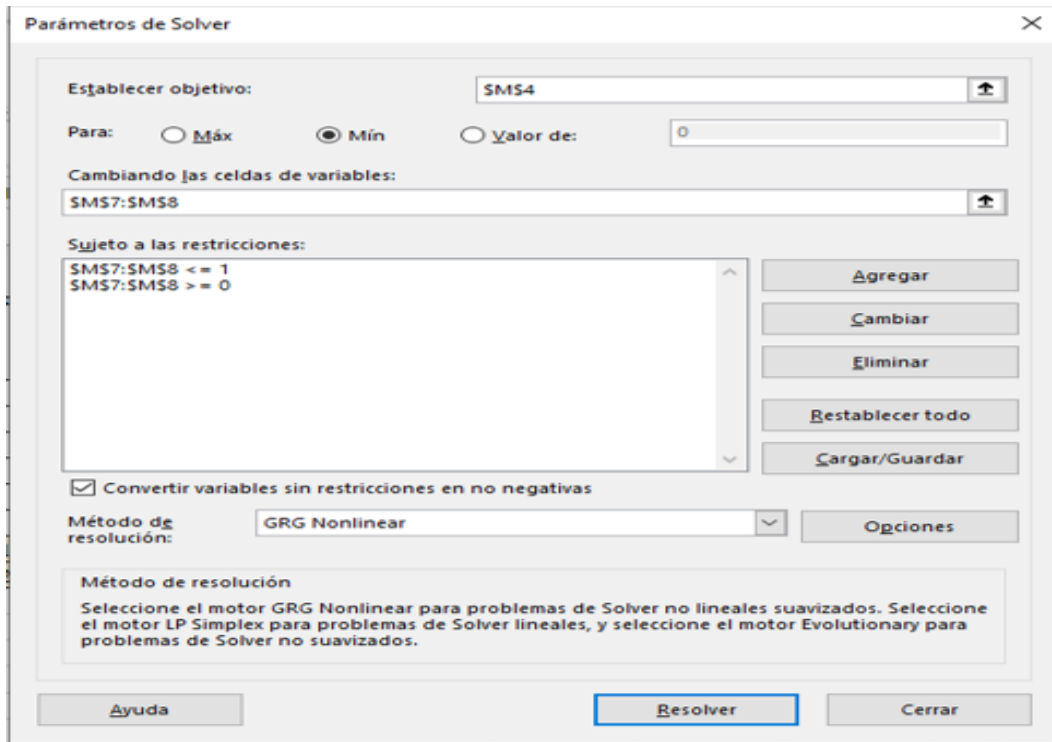 Parámetros de Solver
Establecer objetivo: $M$4
Para: Máx Mín Valor de: 0
Cambiando las celdas de variables:
$M$7:$M$8
Sujeto a las restricciones:
$M$7:$M$8 <= 1
$M$7:$M$8 >= 0
Agregar
Cambiar
Eliminar
Restablecer todo
Cargar/Guardar
Convertir variables sin restricciones en no negativas
Método de resolución: GRG Nonlinear Opciones
Método de resolución
Seleccione el motor GRG Nonlinear para problemas de Solver no lineales suavizados. Seleccione
el motor LP Simplex para problemas de Solver lineales, y seleccione el motor Evolutionary para
problemas de Solver no suavizados.
Ayuda Resolver Cerrar